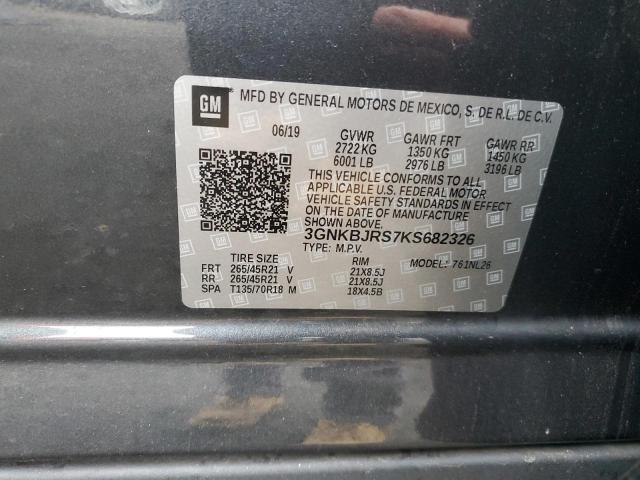 GM
MFD BY GENERAL MOTORS DE MEXICO, S. DE R.L. DE C.V.
06/19 GVWR GAWR FRT GAWR RR
2722 KG 1350 KG 1450 KG
6001 LB 2976 LB 3196 LB
THIS VEHICLE CONFORMS TO ALL
APPLICABLE U.S. FEDERAL MOTOR
VEHICLE SAFETY STANDARDS IN EFFECT
ON THE DATE OF MANUFACTURE
SHOWN ABOVE.
3GNKBJRS7KS682326
TYPE: M.P.V. MODEL: 761NL26
TIRE SIZE RIM
FRT 265/45R21 V 21X8.5J
RR 265/45R21 V 21X8.5J
SPA T135/70R18 M 18X4.5B